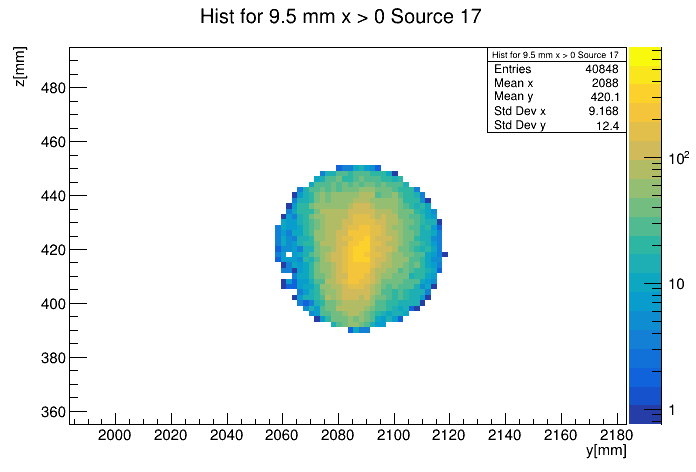 Hist for 9.5 mm x > 0 Source 17
z[mm]
Hist for 9.5 mm x > 0 Source 17
Entries 40848
Mean x 2088
Mean y 420.1
Std Dev x 9.168
Std Dev y 12.4
480
460
440
420
400
380
360
10²
10
1
2000 2020 2040 2060 2080 2100 2120 2140 2160 2180
y[mm]